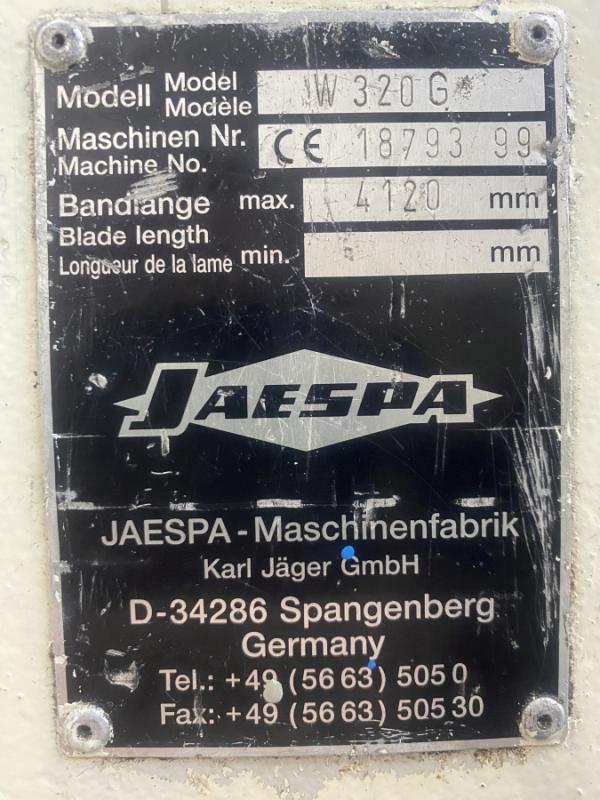 Modell Model W 320 G
Modèle
Maschinen Nr. CE 18793 99
Machine No.
Bandlänge max. 4120 mm
Blade length
Longueur de la lame min. mm
JAESPA
JAESPA-Maschinenfabrik
Karl Jäger GmbH
D-34286 Spangenberg
Germany
Tel.: +49 (56 63) 505 0
Fax: +49 (56 63) 505 30